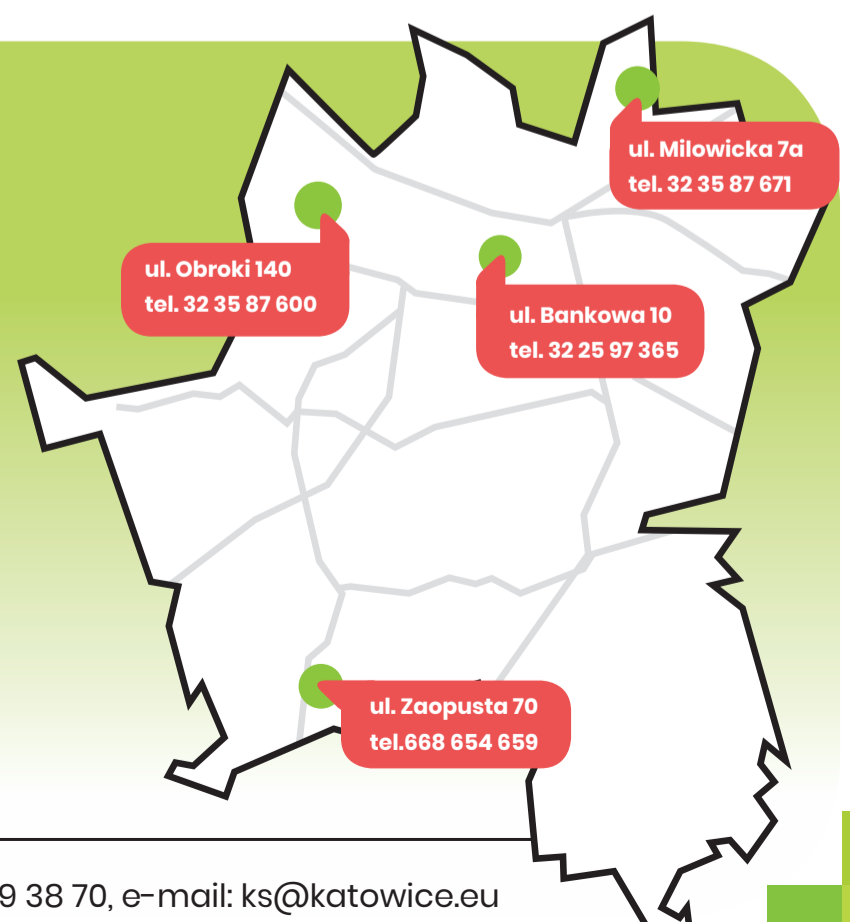 ul. Milowicka 7a
tel. 32 35 87 671
ul. Obroki 140
tel. 32 35 87 600
ul. Bankowa 10
tel. 32 25 97 365
ul. Zaopusta 70
tel.668 654 659
9 38 70, e-mail: ks@katowice.eu